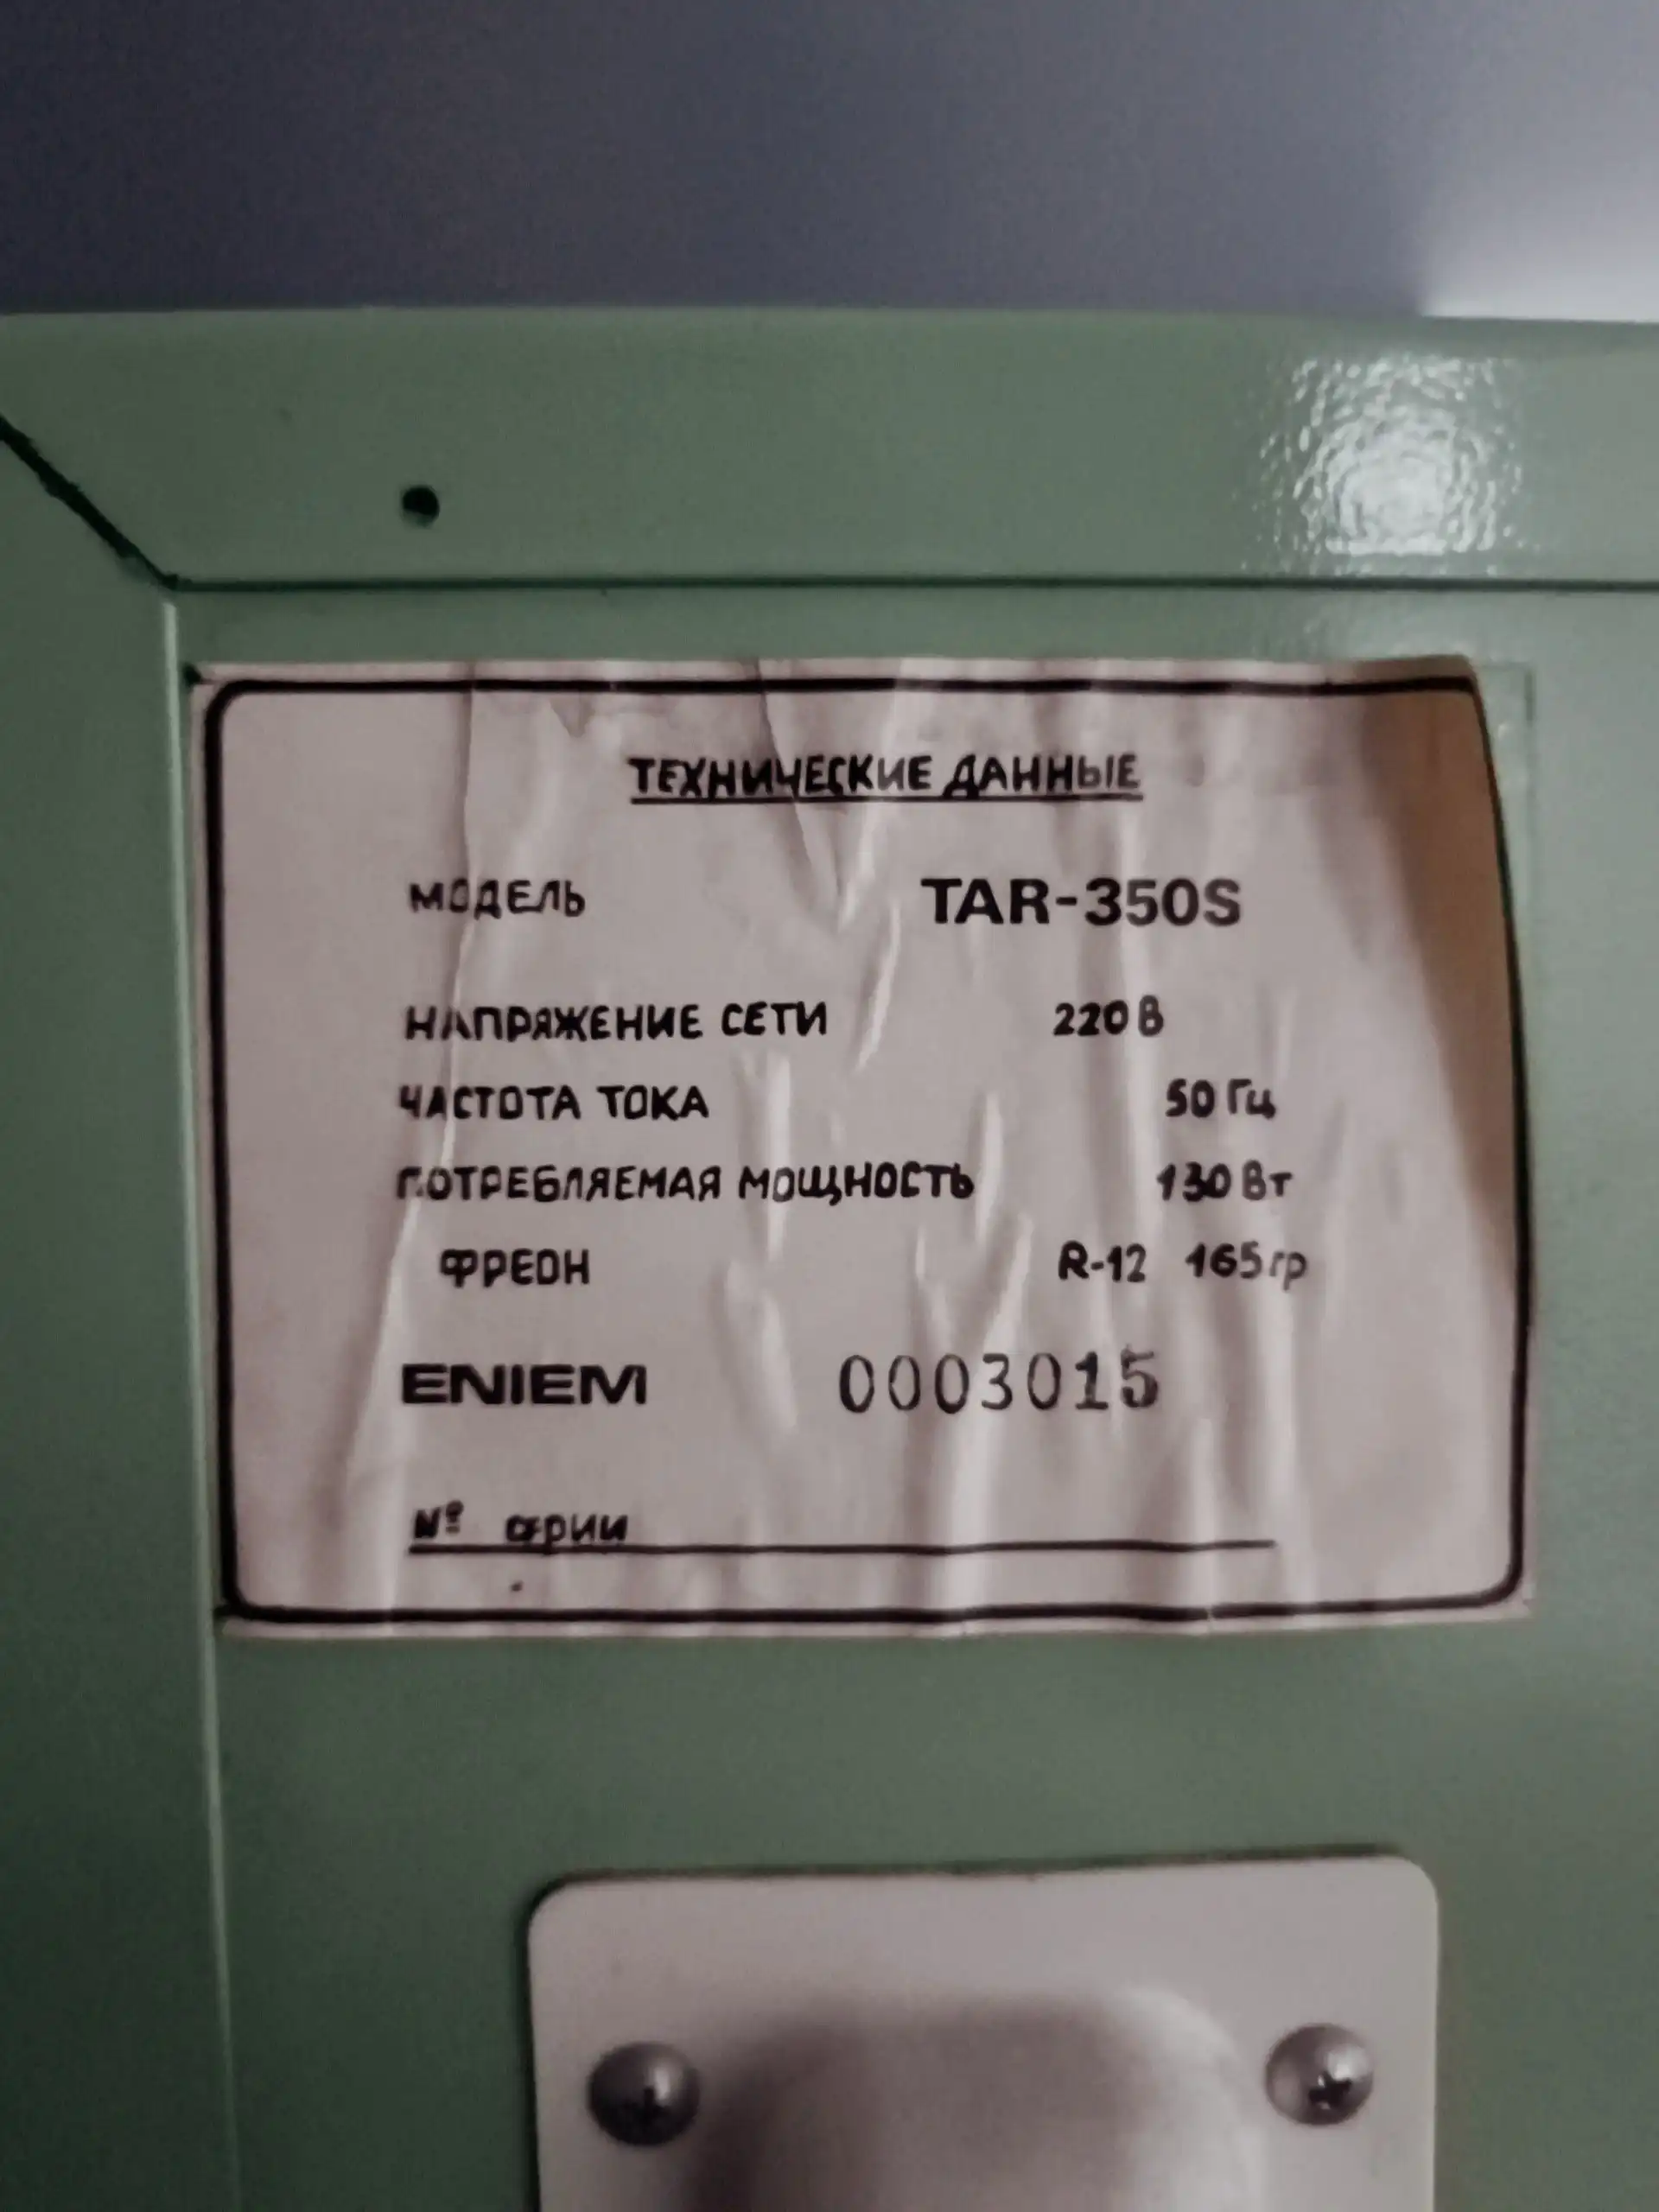 ТЕХНИЧЕСКИЕ ДАННЫЕ
МОДЕЛЬ TAR-350S
НАПРЯЖЕНИЕ СЕТИ 220 В
ЧАСТОТА ТОКА 50 Гц
ПОТРЕБЛЯЕМАЯ МОЩНОСТЬ 130 Вт
ФРЕОН R-12 165 гр
ENIEM 0003015
№ серии